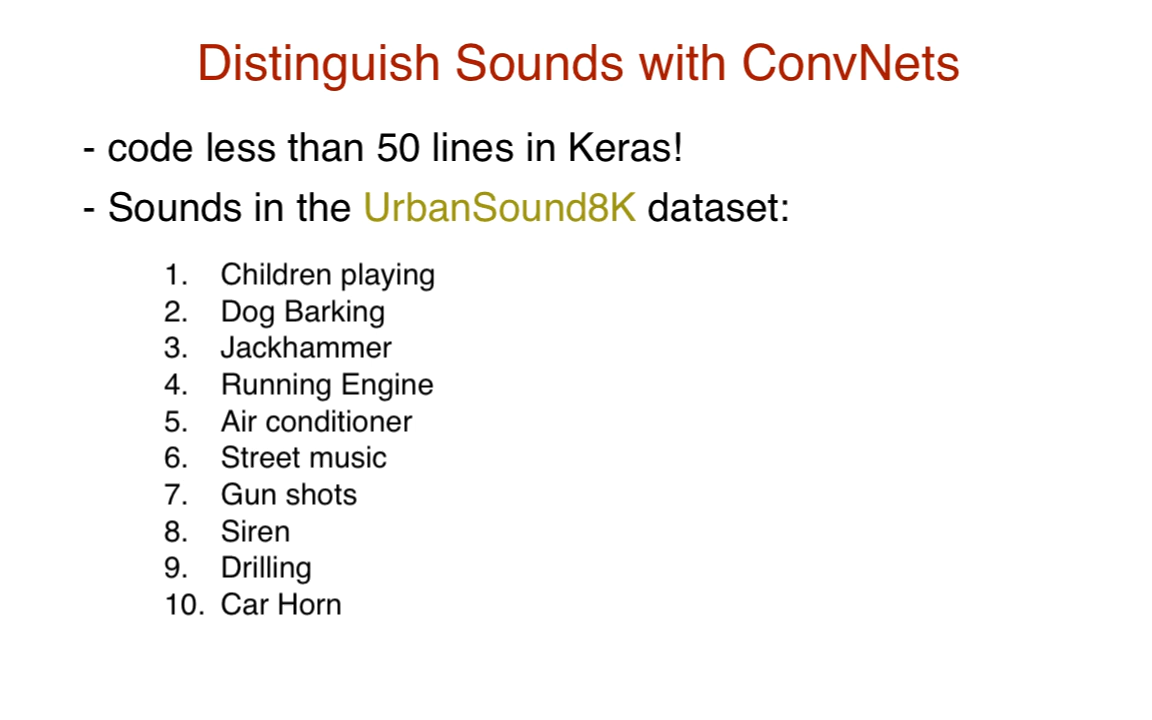 Distinguish Sounds with ConvNets
- code less than 50 lines in Keras!
- Sounds in the UrbanSound8K dataset:
1. Children playing
2. Dog Barking
3. Jackhammer
4. Running Engine
5. Air conditioner
6. Street music
7. Gun shots
8. Siren
9. Drilling
10. Car Horn